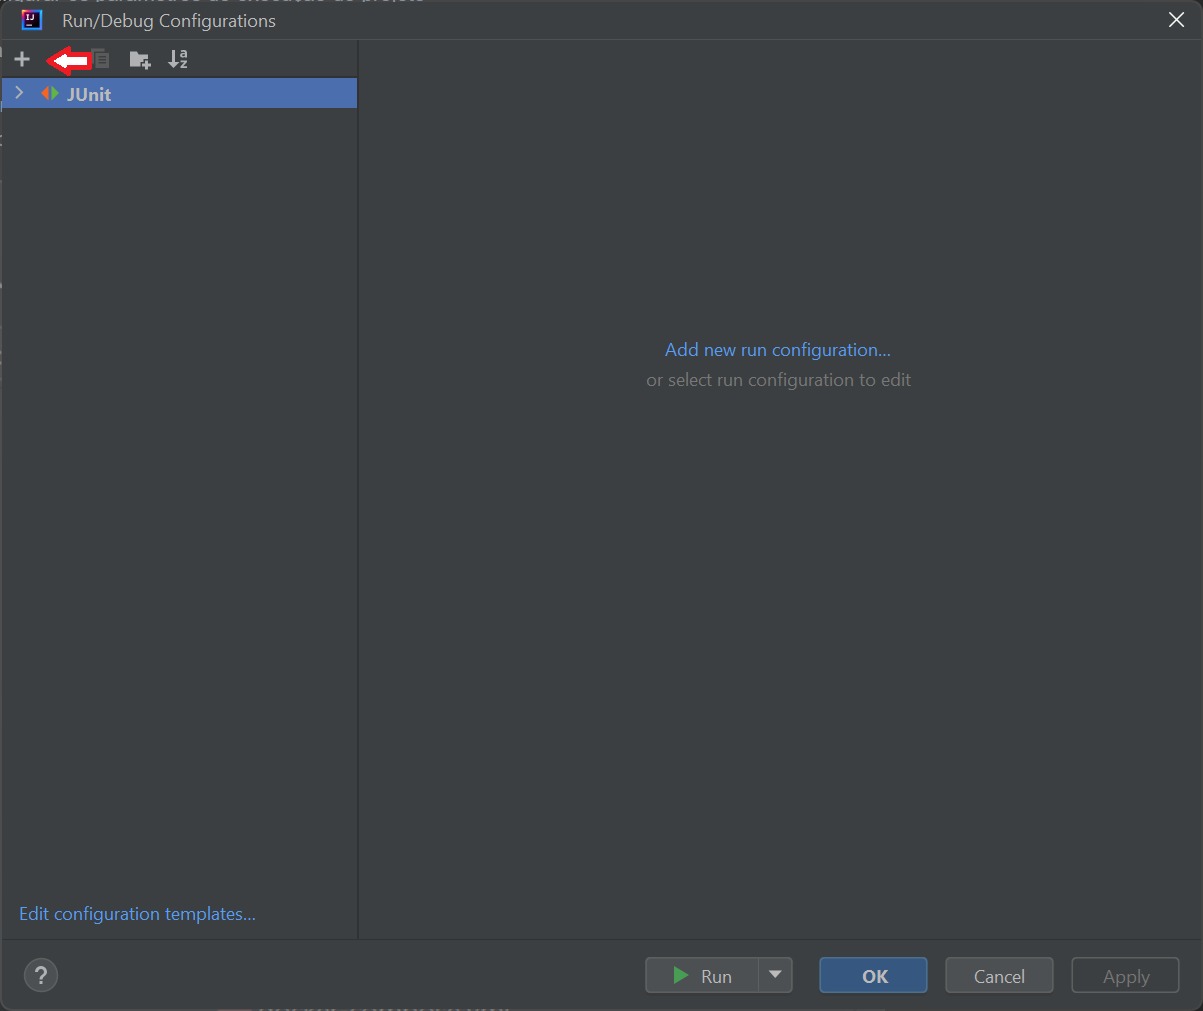 Run/Debug Configurations
JUnit
Add new run configuration...
or select run configuration to edit
Edit configuration templates...
?
Run
OK
Cancel
Apply